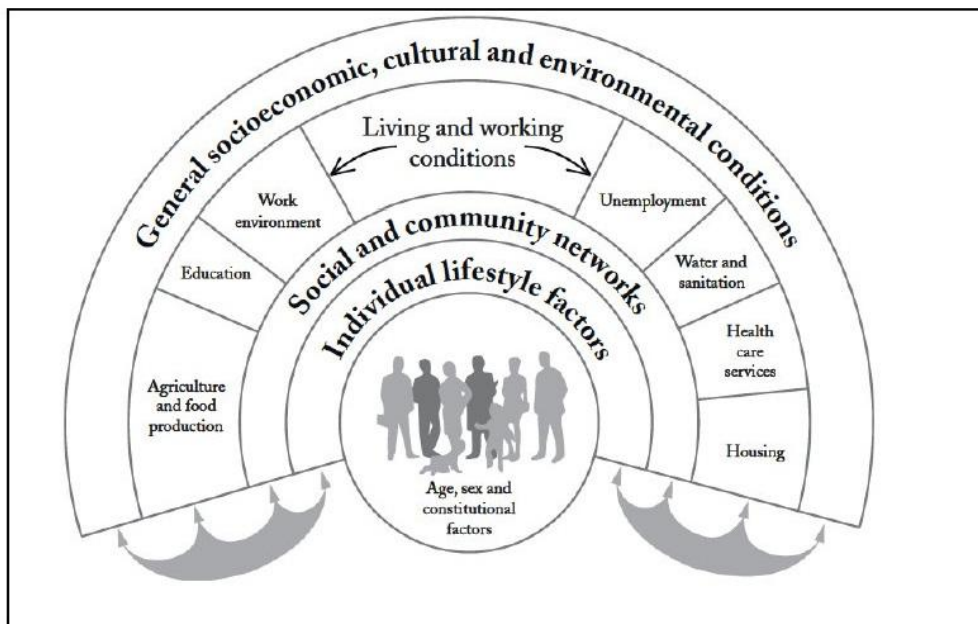 General socioeconomic, cultural and environmental conditions
Living and working
conditions
Work
environment
Unemployment
Education
Water and
sanitation
Agriculture
and food
production
Health
care
services
Housing
Social and community networks
Individual lifestyle factors
Age, sex and
constitutional
factors